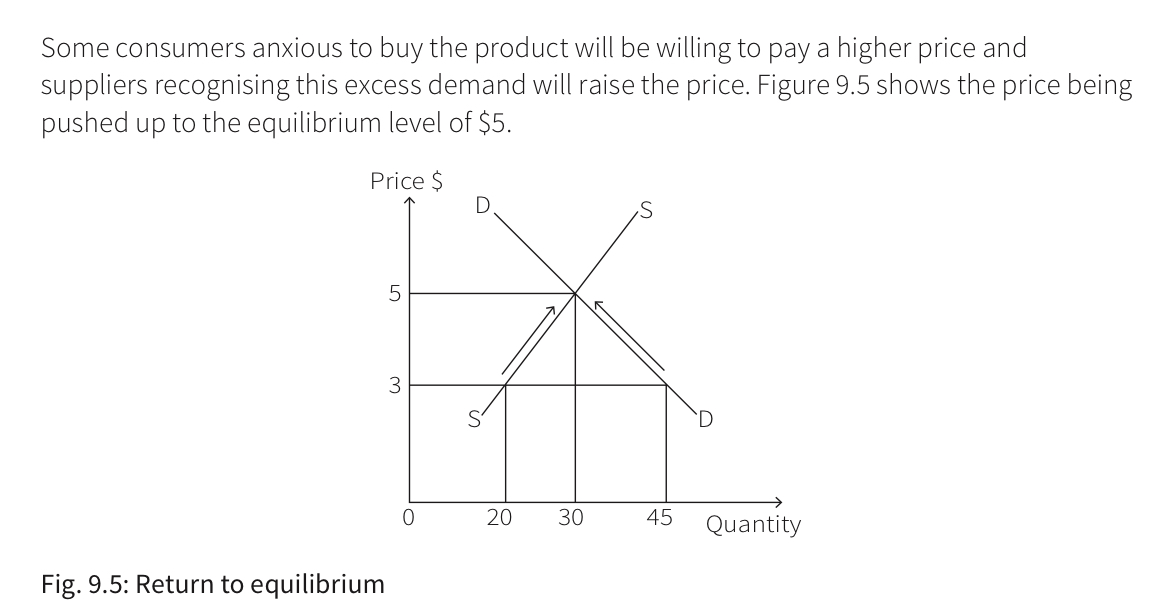 Some consumers anxious to buy the product will be willing to pay a higher price and
suppliers recognising this excess demand will raise the price. Figure 9.5 shows the price being
pushed up to the equilibrium level of $5.
Price $
D
S
5
3
S
D
0
20
30
45
Quantity
Fig. 9.5: Return to equilibrium